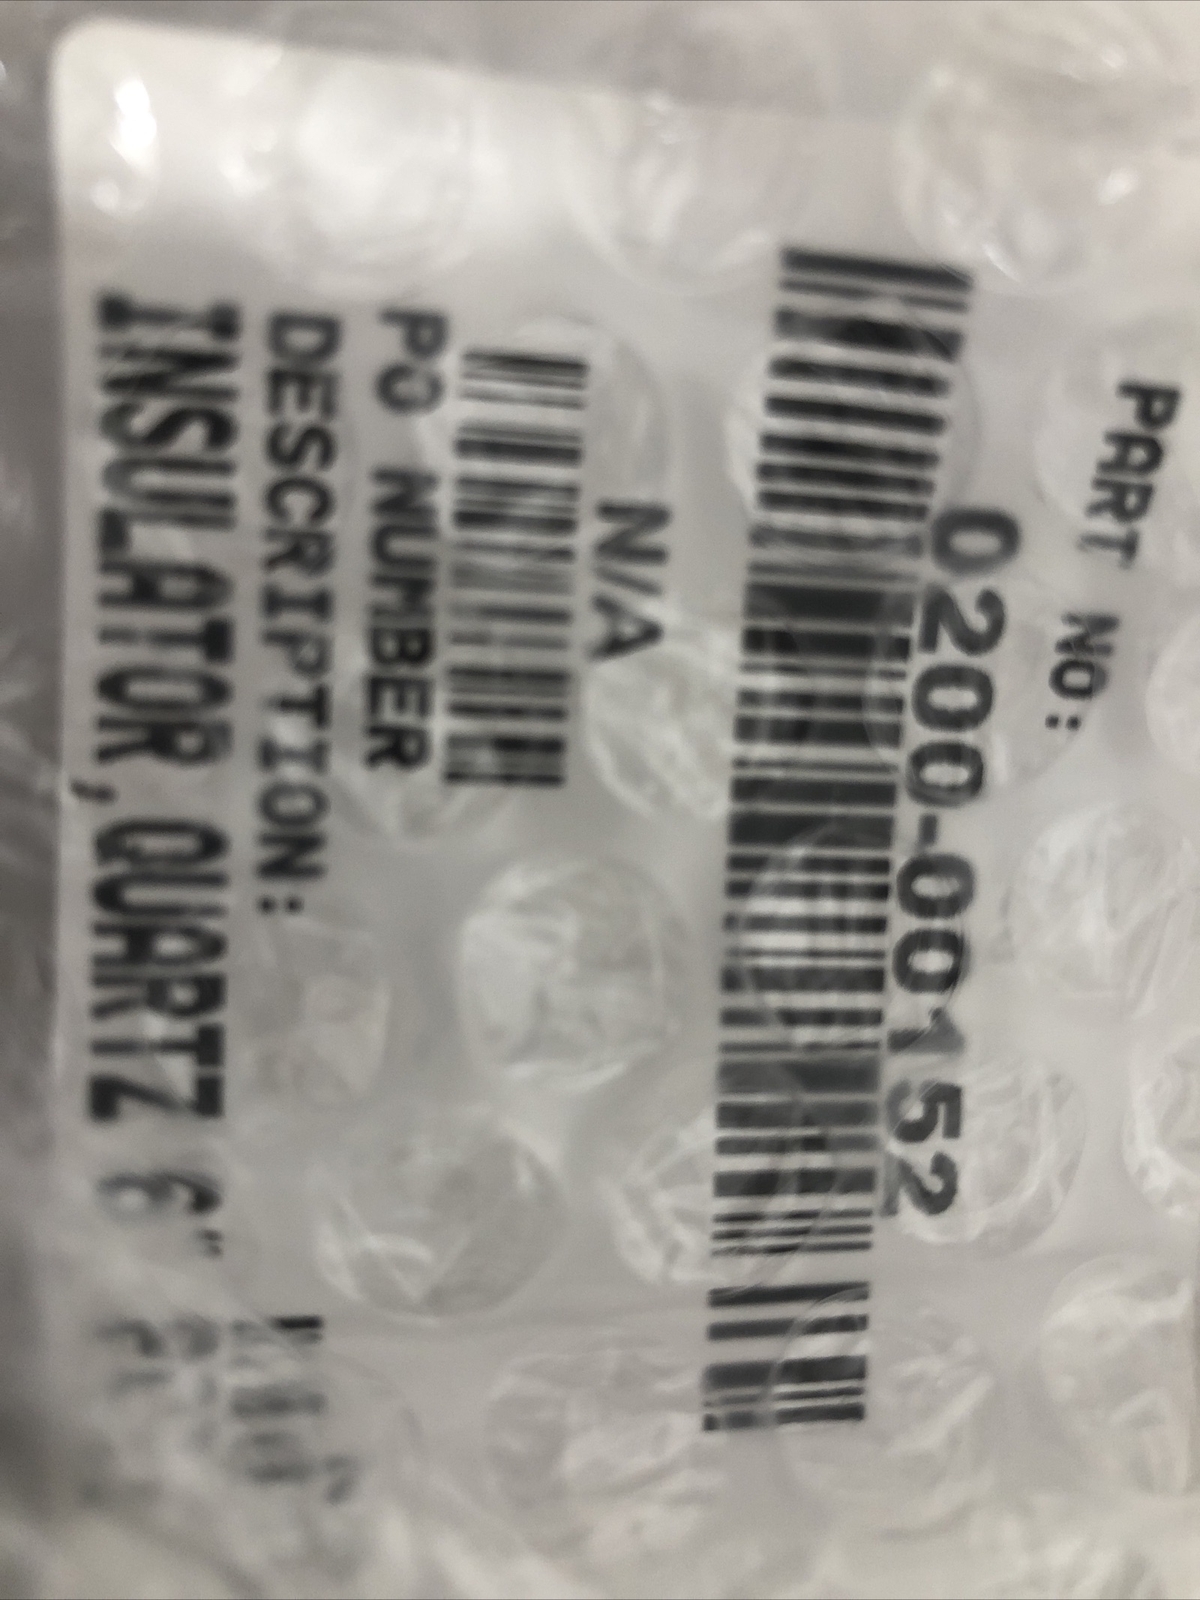 PART NO:
0200-00152
N/A
PO NUMBER
DESCRIPTION:
INSULATOR, QUARTZ 6"